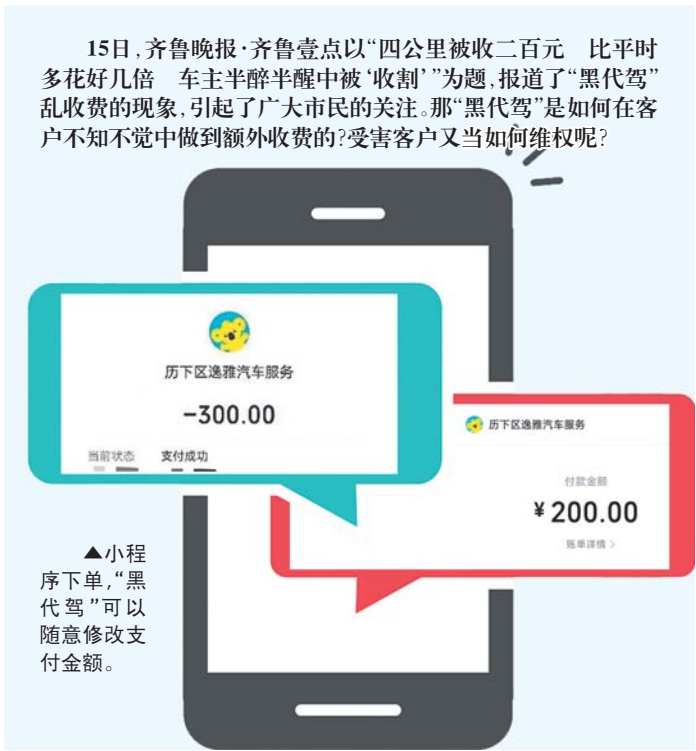 15日,齐鲁晚报·齐鲁壹点以“四公里被收二百元 比平时
多花好几倍 车主半醉半醒中被‘收割’”为题,报道了“黑代驾”
乱收费的现象,引起了广大市民的关注。那“黑代驾”是如何在客
户不知不觉中做到额外收费的?受害客户又当如何维权呢?
历下区逸雅汽车服务
-300.00
当前状态 支付成功
历下区逸雅汽车服务
付款金额
¥200.00
账单详情 >
▲小程
序下单,“黑
代驾”可以
随意修改支
付金额。